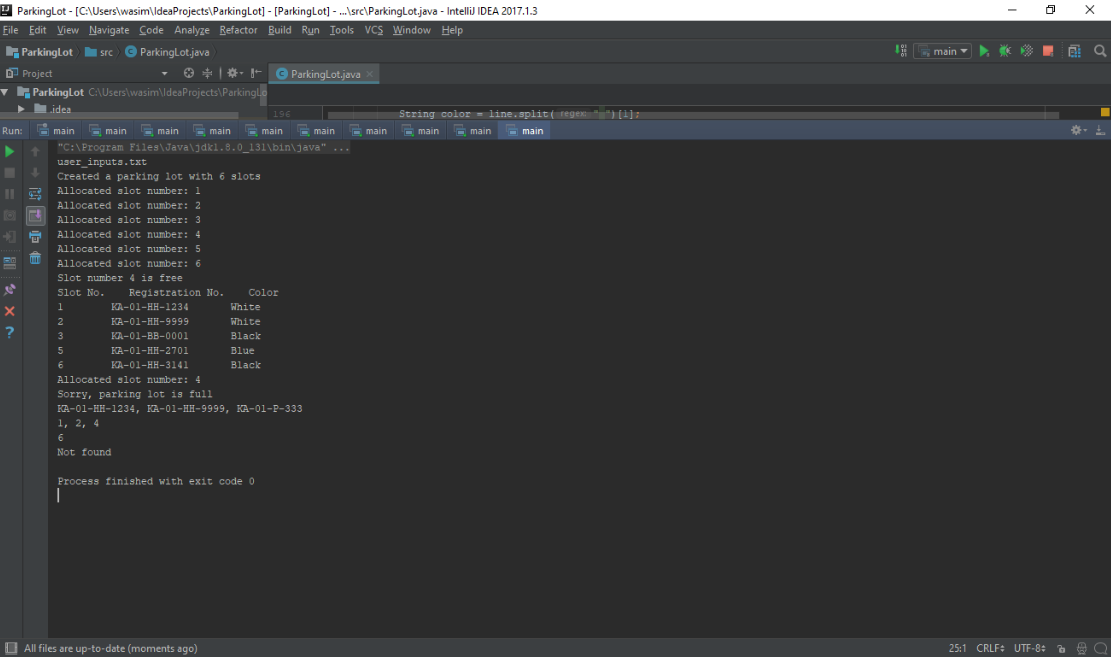 ParkingLot - [C:\Users\wasim\IdeaProjects\ParkingLot] - [ParkingLot] - ...\src\ParkingLot.java - IntelliJ IDEA 2017.1.3
File Edit View Navigate Code Analyze Refactor Build Run Tools VCS Window Help
ParkingLot src ParkingLot.java main
Project ParkingLot.java
ParkingLot C:\Users\wasim\IdeaProjects\ParkingLo
.idea
196 String color = line.split( regex: " ")[1];
Run: main main main main main main main main main main
"C:\Program Files\Java\jdk1.8.0_131\bin\java" ...
user_inputs.txt
Created a parking lot with 6 slots
Allocated slot number: 1
Allocated slot number: 2
Allocated slot number: 3
Allocated slot number: 4
Allocated slot number: 5
Allocated slot number: 6
Slot number 4 is free
Slot No. Registration No. Color
1 KA-01-HH-1234 White
2 KA-01-HH-9999 White
3 KA-01-BB-0001 Black
5 KA-01-HH-2701 Blue
6 KA-01-HH-3141 Black
Allocated slot number: 4
Sorry, parking lot is full
KA-01-HH-1234, KA-01-HH-9999, KA-01-P-333
1, 2, 4
6
Not found
Process finished with exit code 0
All files are up-to-date (moments ago) 25:1 CRLF UTF-8